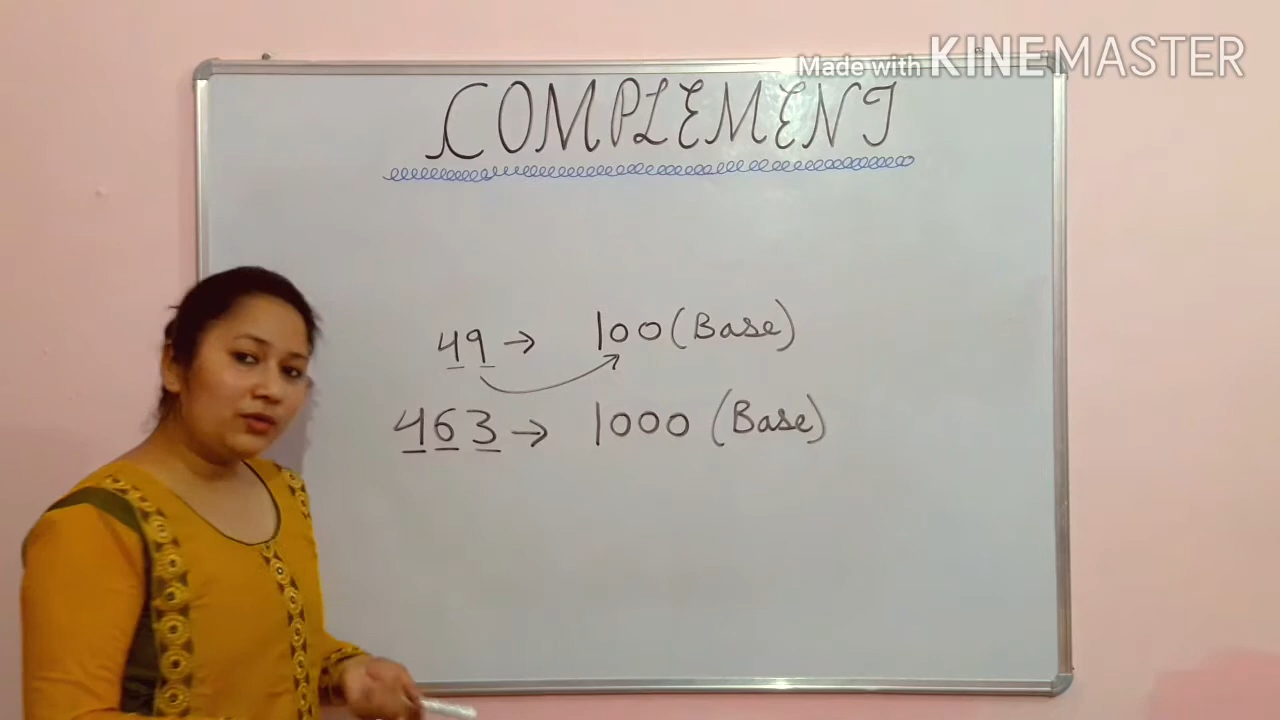 Made with KINEMASTER
COMPLEMENT
49 → 100 (Base)
463 → 1000 (Base)